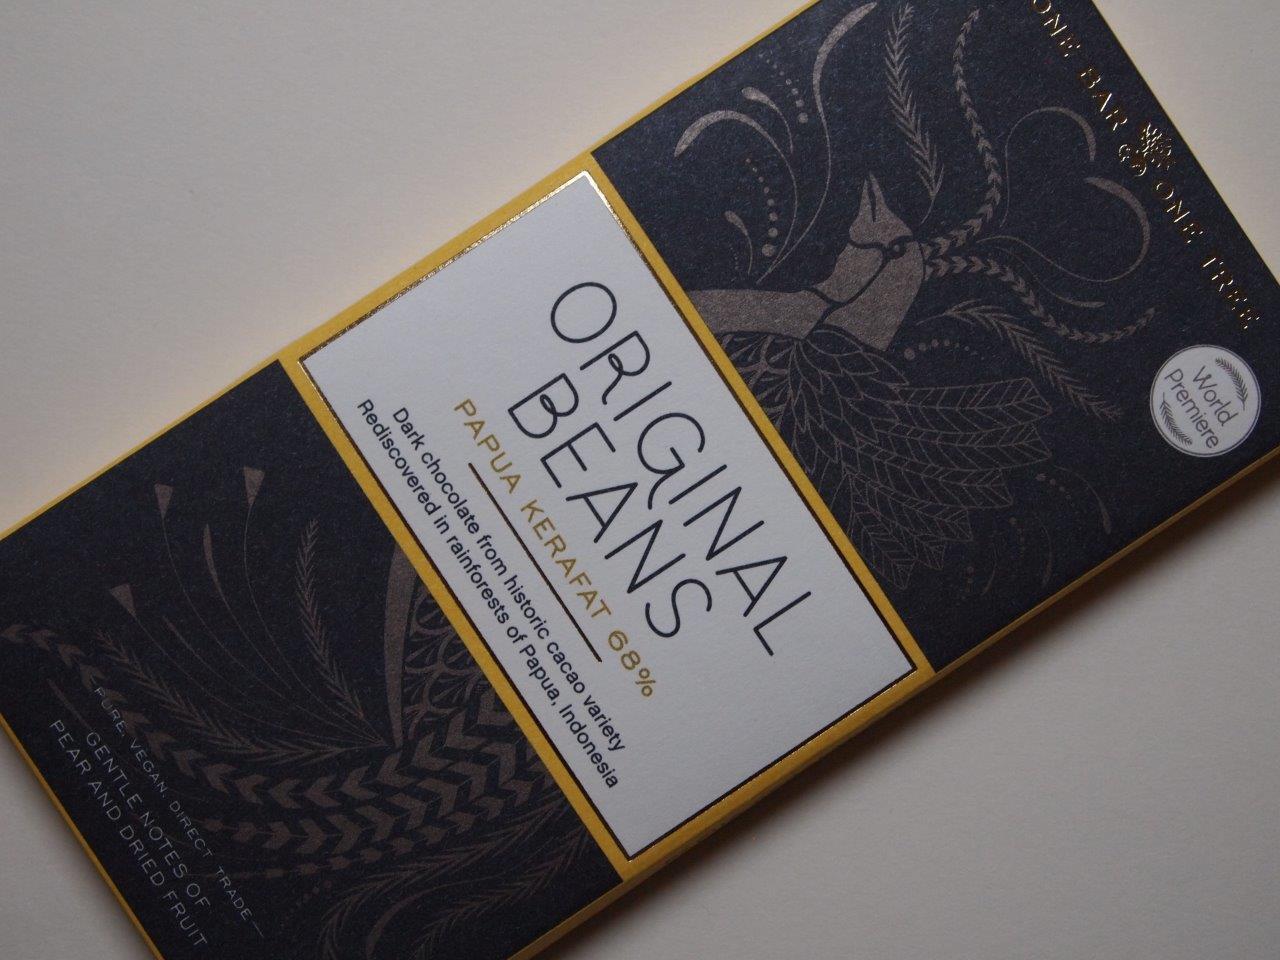 ONE BAR
ONE TREE
World
Premiere
ORIGINAL
BEANS
PAPUA KERAFAT 68%
Dark chocolate from historic cacao variety
Rediscovered in rainforests of Papua, Indonesia
PURE. VEGAN. DIRECT TRADE—
GENTLE NOTES OF
PEAR AND DRIED FRUIT